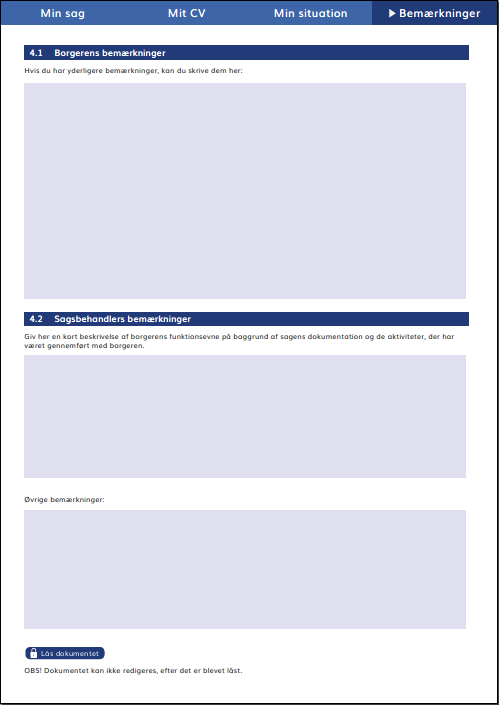 Min sag
Mit CV
Min situation
Bemærkninger
4.1 Borgerens bemærkninger
Hvis du har yderligere bemærkninger, kan du skrive dem her:
4.2 Sagsbehandlers bemærkninger
Giv her en kort beskrivelse af borgerens funktionsevne på baggrund af sagens dokumentation og de aktiviteter, der har
været gennemført med borgeren.
Øvrige bemærkninger:
Lås dokumentet
OBS! Dokumentet kan ikke redigeres, efter det er blevet låst.